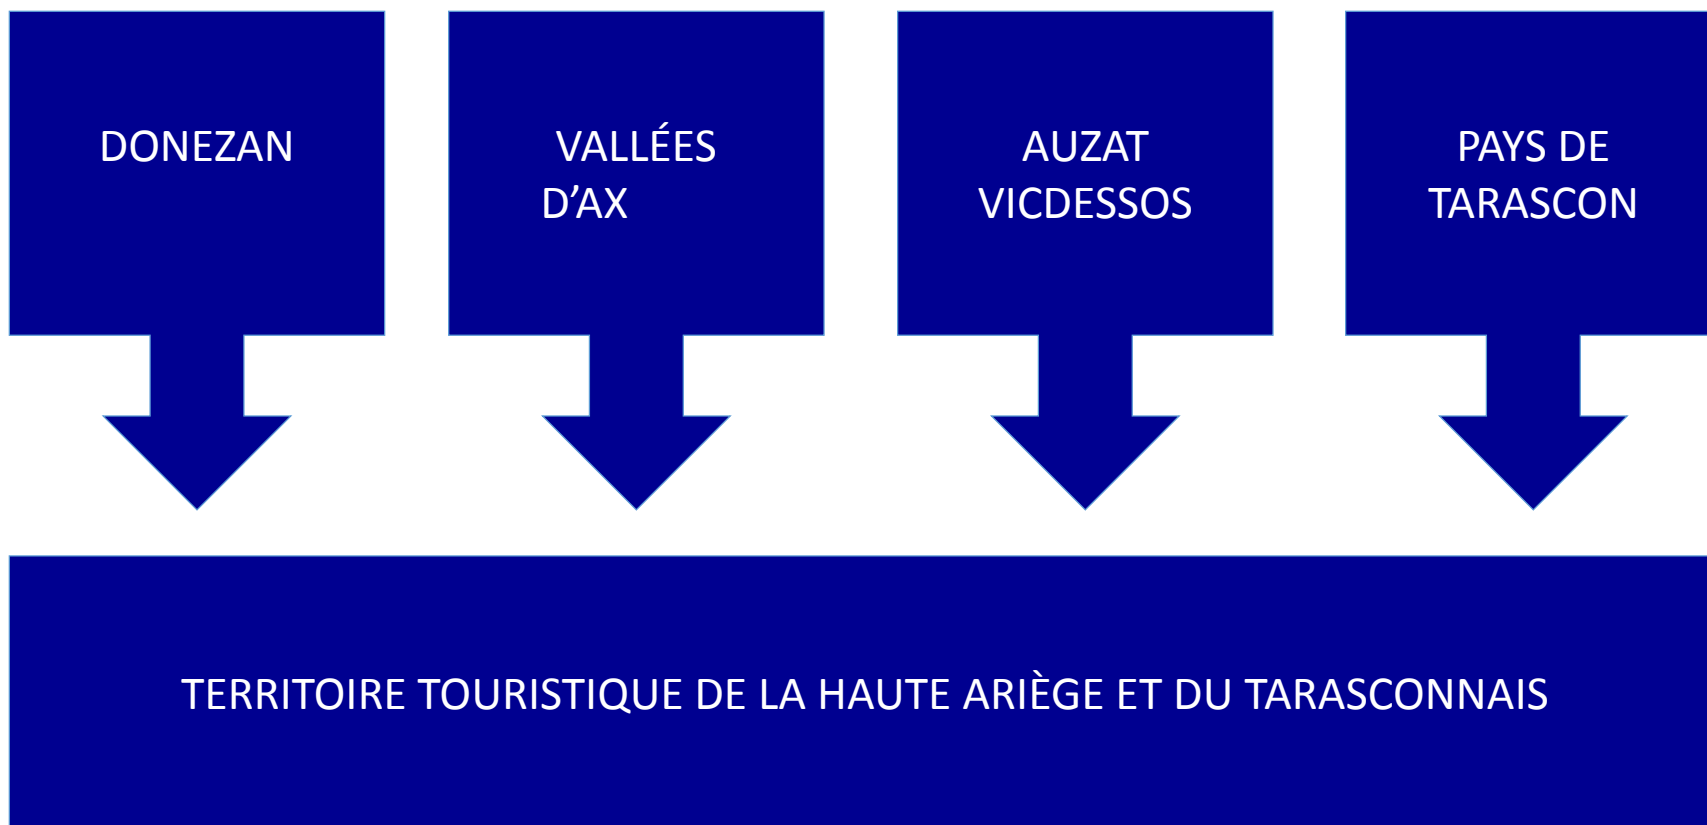 DONEZAN
VALLÉES
D’AX
AUZAT
VICDESSOS
PAYS DE
TARASCON
TERRITOIRE TOURISTIQUE DE LA HAUTE ARIÈGE ET DU TARASCONNAIS